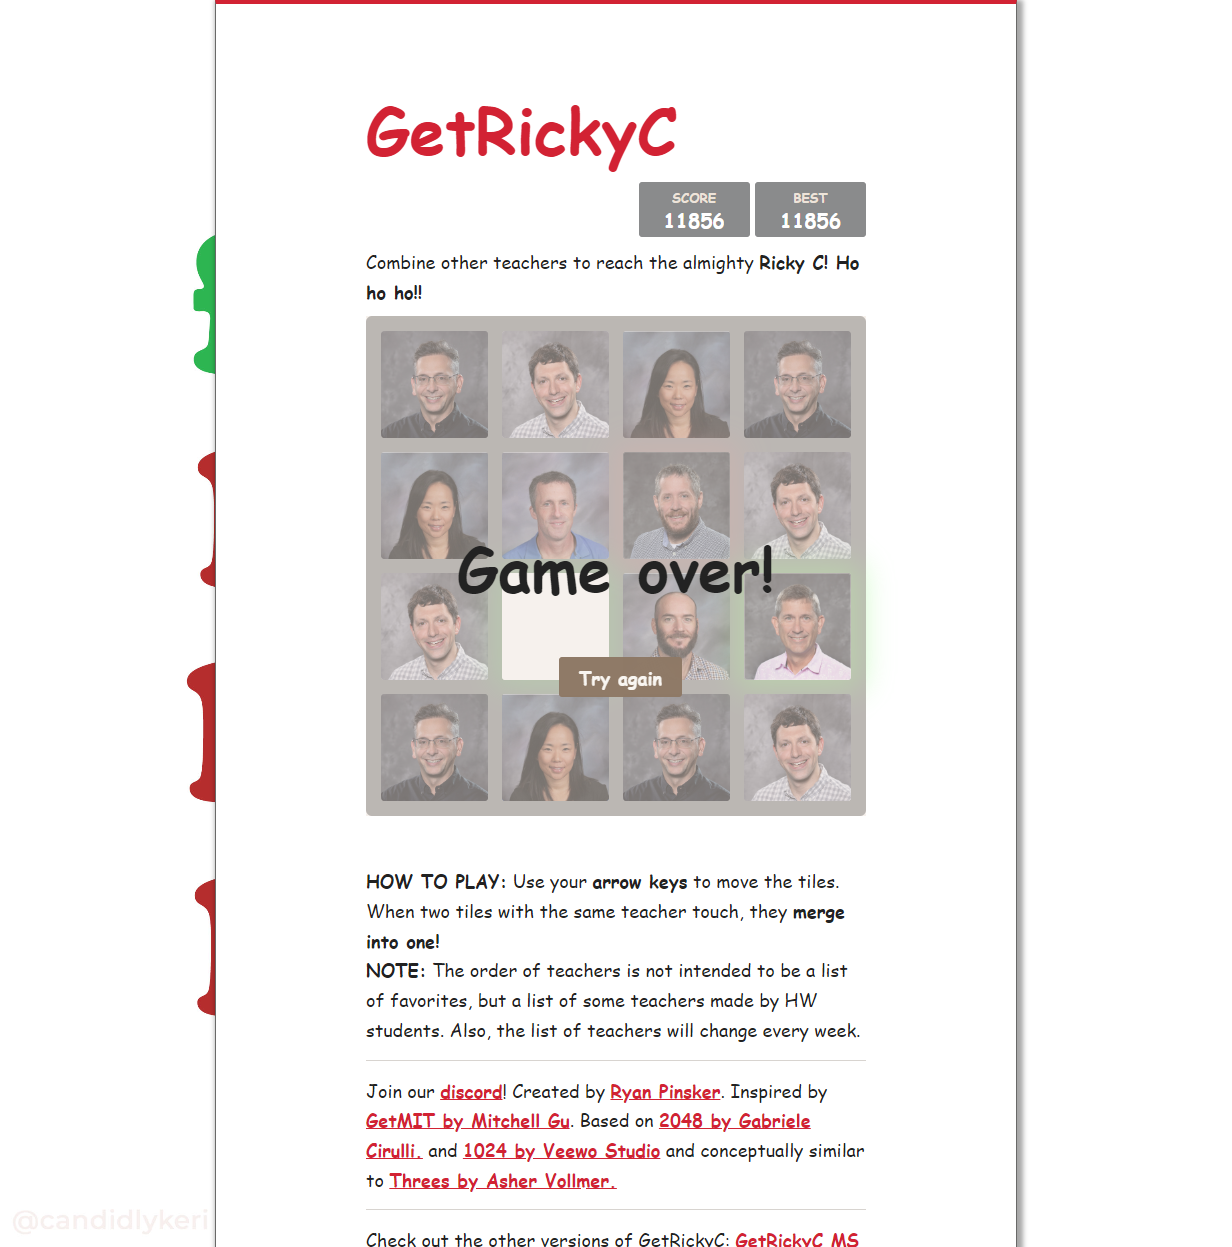 GetRickyC
SCORE
11856
BEST
11856
Combine other teachers to reach the almighty Ricky C! Ho
ho ho!!
Game over!
Try again
HOW TO PLAY: Use your arrow keys to move the tiles.
When two tiles with the same teacher touch, they merge
into one!
NOTE: The order of teachers is not intended to be a list
of favorites, but a list of some teachers made by HW
students. Also, the list of teachers will change every week.
Join our discord! Created by Ryan Pinsker. Inspired by
GetMIT by Mitchell Gu. Based on 2048 by Gabriele
Cirulli. and 1024 by Veewo Studio and conceptually similar
to Threes by Asher Vollmer.
@candidlykeri
Check out the other versions of GetRickyC: GetRickyC MS